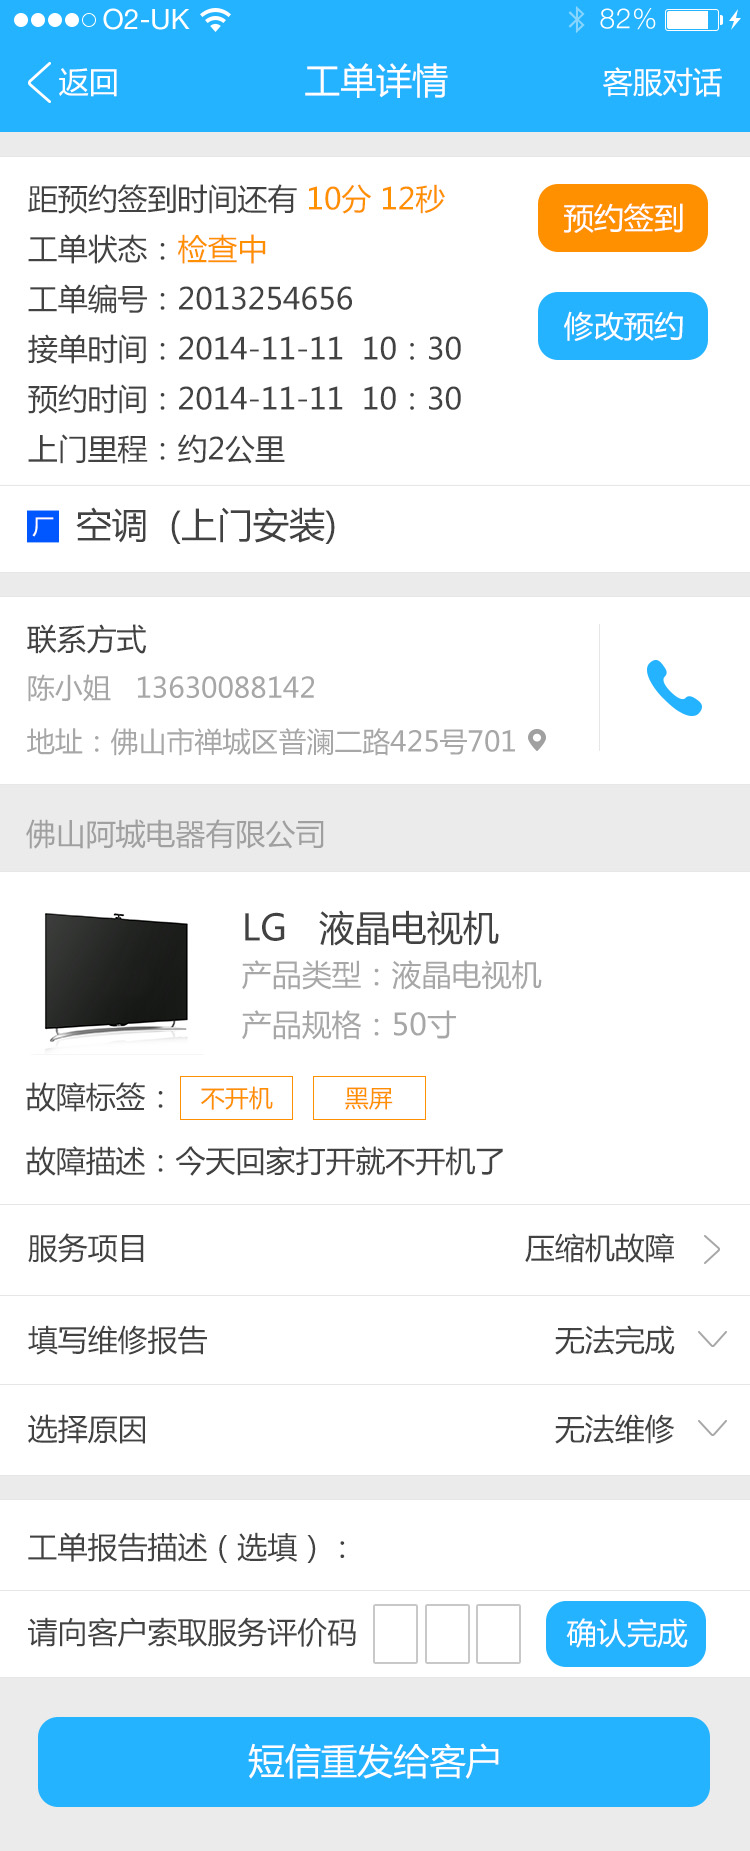 O2-UK 82%
返回 工单详情 客服对话
距预约签到时间还有 10分 12秒
预约签到
工单状态：检查中
工单编号：2013254656
修改预约
接单时间：2014-11-11 10：30
预约时间：2014-11-11 10：30
上门里程：约2公里
厂 空调（上门安装)
联系方式
陈小姐 13630088142
地址：佛山市禅城区普澜二路425号701
佛山阿城电器有限公司
LG 液晶电视机
产品类型：液晶电视机
产品规格：50寸
故障标签： 不开机 黑屏
故障描述：今天回家打开就不开机了
服务项目 压缩机故障
填写维修报告 无法完成
选择原因 无法维修
工单报告描述（选填）：
请向客户索取服务评价码 确认完成
短信重发给客户